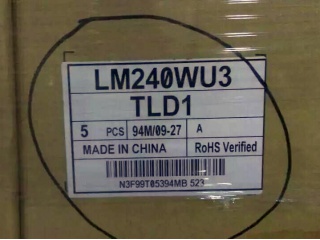 LM240WU3
TLD1
5 PCS 94M/09-27 A
MADE IN CHINA RoHS Verified
N3F99T05394MB 523